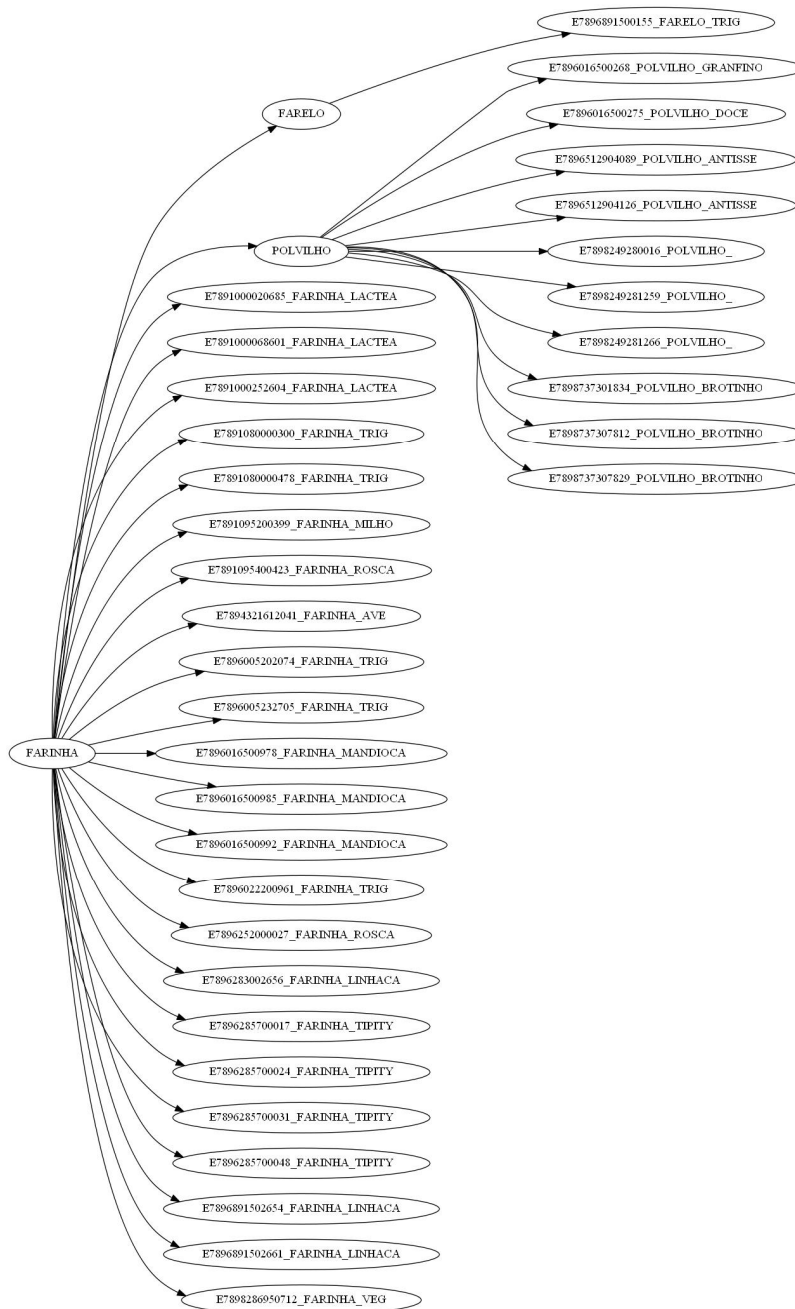 E7896891500155_FARELO_TRIG
E7896016500268_POLVILHO_GRANFINO
FARELO
E7896016500275_POLVILHO_DOCE
E7896512904089_POLVILHO_ANTISSE
E7896512904126_POLVILHO_ANTISSE
POLVILHO
E7898249280016_POLVILHO_
E7891000020685_FARINHA_LACTEA
E7898249281259_POLVILHO_
E7891000068601_FARINHA_LACTEA
E7898249281266_POLVILHO_
E7891000252604_FARINHA_LACTEA
E7898737301834_POLVILHO_BROTINHO
E7891080000300_FARINHA_TRIG
E7898737307812_POLVILHO_BROTINHO
E7891080000478_FARINHA_TRIG
E7898737307829_POLVILHO_BROTINHO
E7891095200399_FARINHA_MILHO
E7891095400423_FARINHA_ROSCA
E7894321612041_FARINHA_AVE
E7896005202074_FARINHA_TRIG
E7896005232705_FARINHA_TRIG
FARINHA
E7896016500978_FARINHA_MANDIOCA
E7896016500985_FARINHA_MANDIOCA
E7896016500992_FARINHA_MANDIOCA
E7896022200961_FARINHA_TRIG
E7896252000027_FARINHA_ROSCA
E7896283002656_FARINHA_LINHACA
E7896285700017_FARINHA_TIPITY
E7896285700024_FARINHA_TIPITY
E7896285700031_FARINHA_TIPITY
E7896285700048_FARINHA_TIPITY
E7896891502654_FARINHA_LINHACA
E7896891502661_FARINHA_LINHACA
E7898286950712_FARINHA_VEG